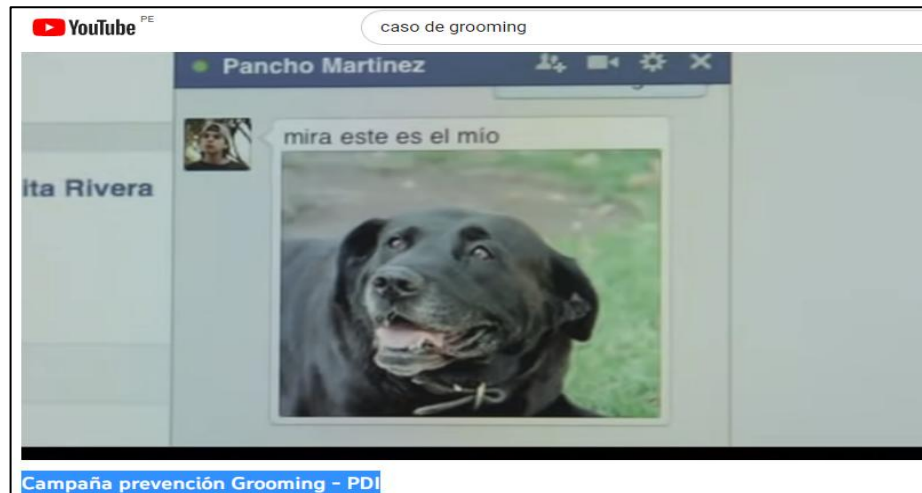 YouTube PE
caso de grooming
Pancho Martinez
mira este es el mío
ita Rivera
Campaña prevención Grooming - PDI